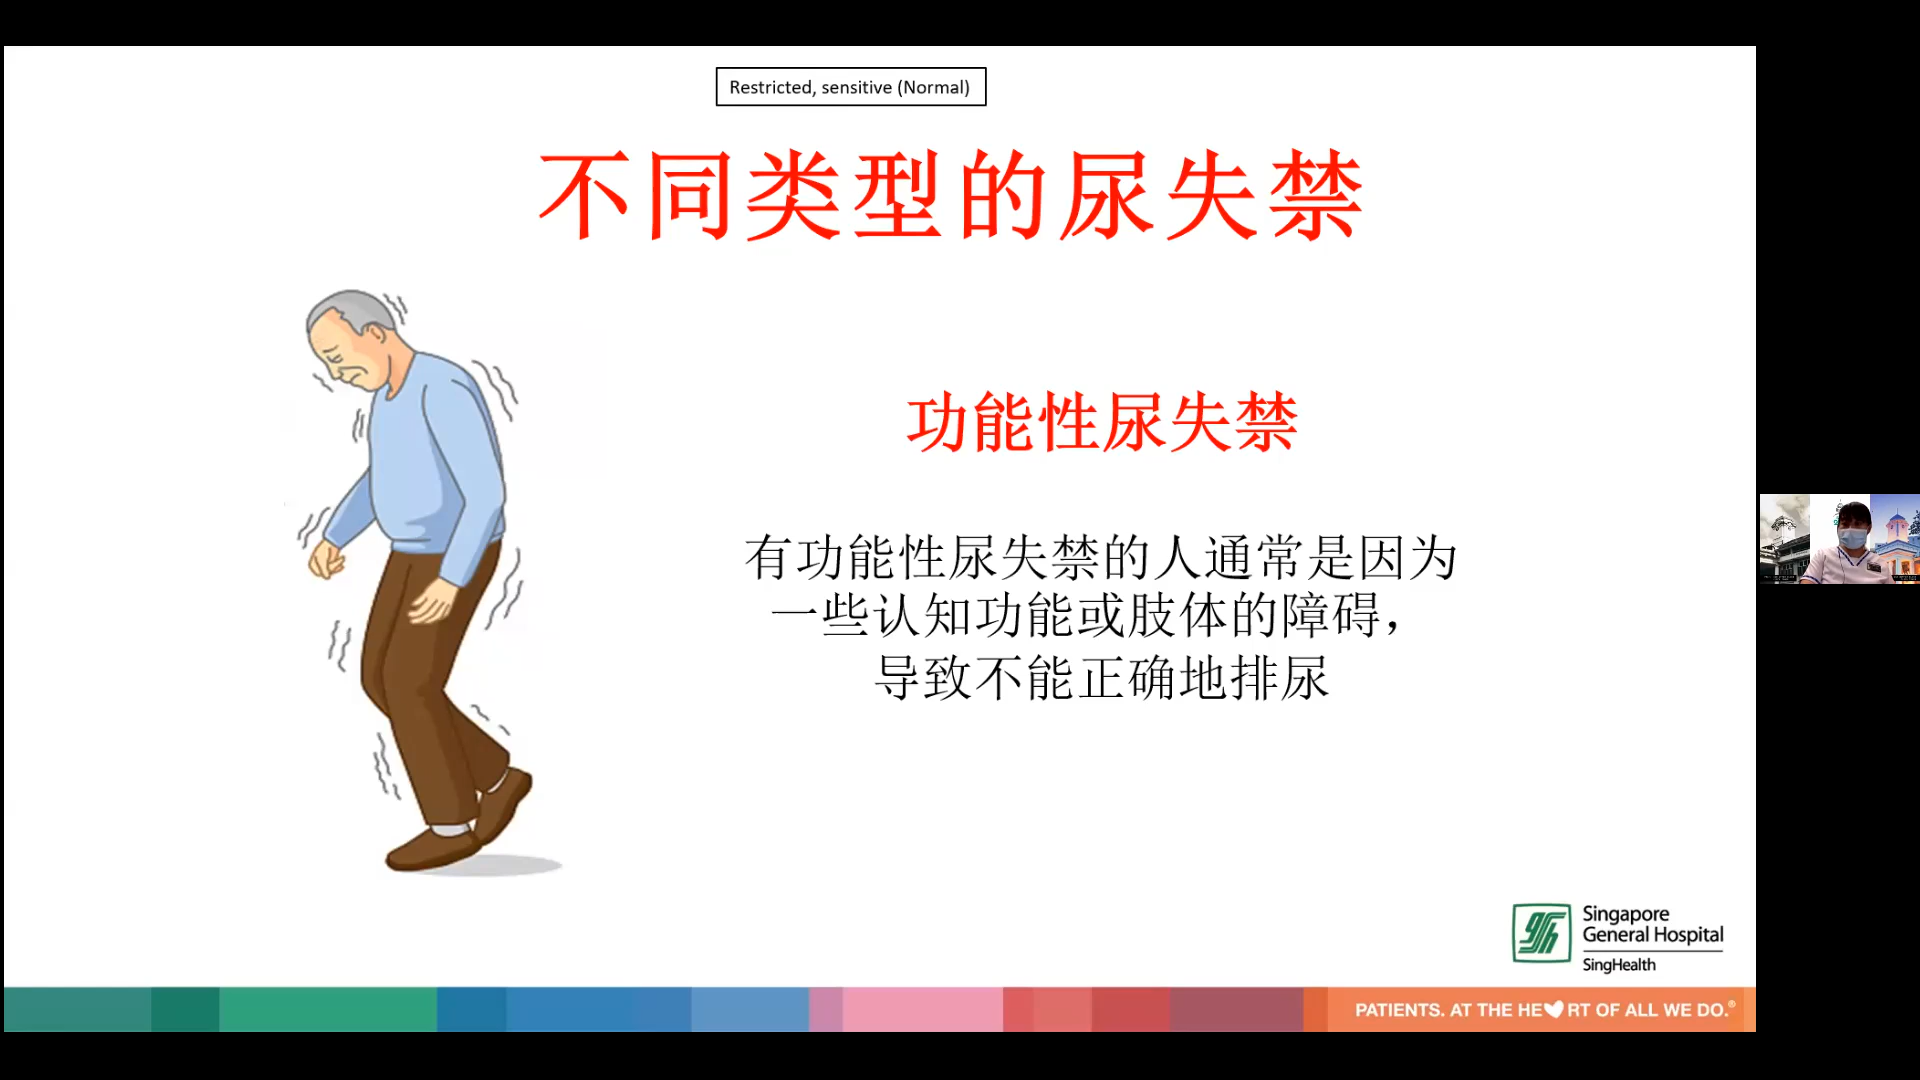 Restricted, sensitive (Normal)
不同类型的尿失禁
功能性尿失禁
有功能性尿失禁的人通常是因为
一些认知功能或肢体的障碍，
导致不能正确地排尿
Singapore
General Hospital
SingHealth
PATIENTS. AT THE HE RT OF ALL WE DO.®